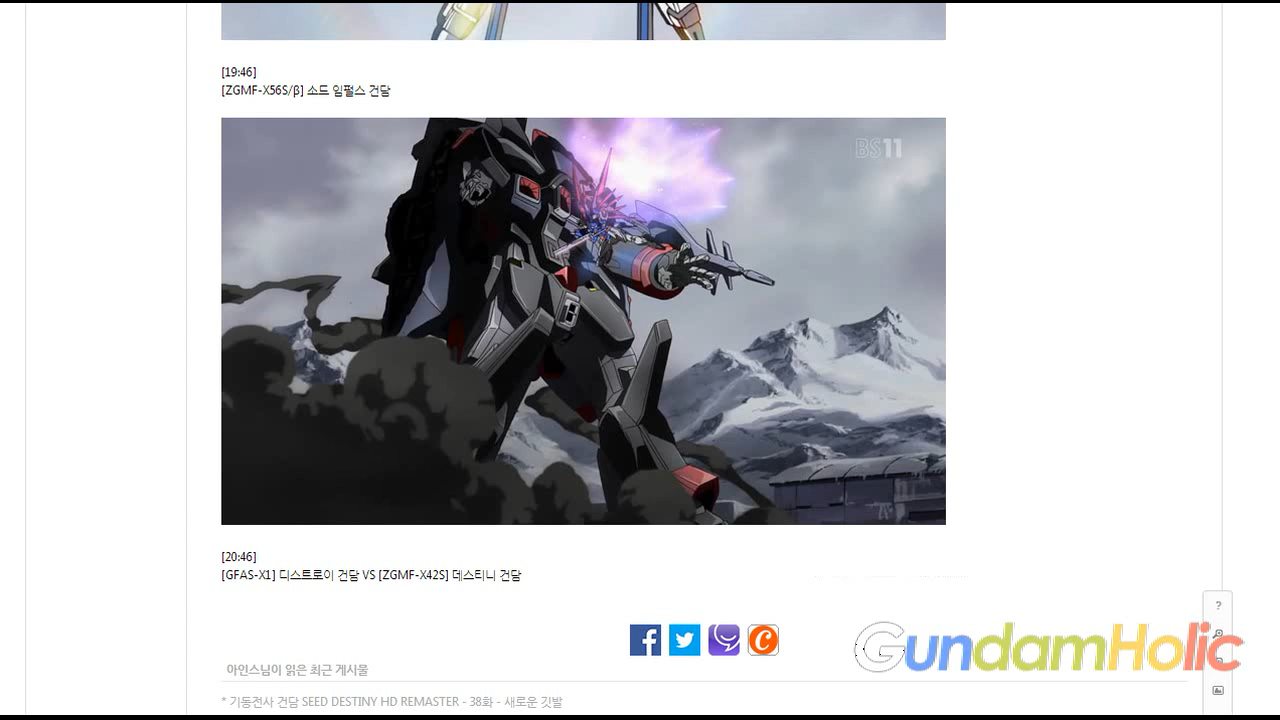 [19:46]
[ZGMF-X56S/β] 소드 임펄스 건담
BS11
[20:46]
[GFAS-X1] 디스트로이 건담 VS [ZGMF-X42S] 데스티니 건담
GundamHolic
아인스님이 읽은 최근 게시물
* 기동전사 건담 SEED DESTINY HD REMASTER - 38화 - 새로운 깃발
?